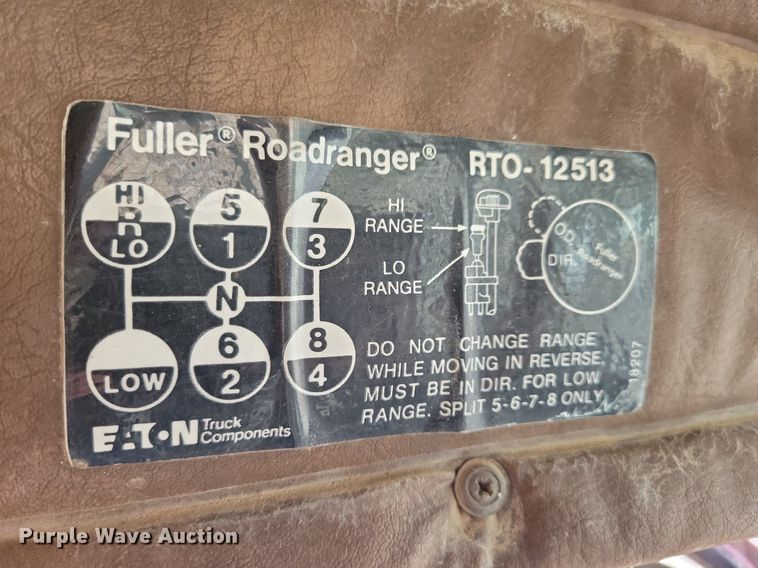 Fuller® Roadranger® RTO-12513
HI
R
LO
5
1
7
3
N
LOW
6
2
8
4
HI
RANGE
LO
RANGE
O.D.
DIR.
Fuller
Roadranger
DO NOT CHANGE RANGE
WHILE MOVING IN REVERSE.
MUST BE IN DIR. FOR LOW
RANGE. SPLIT 5-6-7-8 ONLY
18207
EATON Truck
Components
Purple Wave Auction